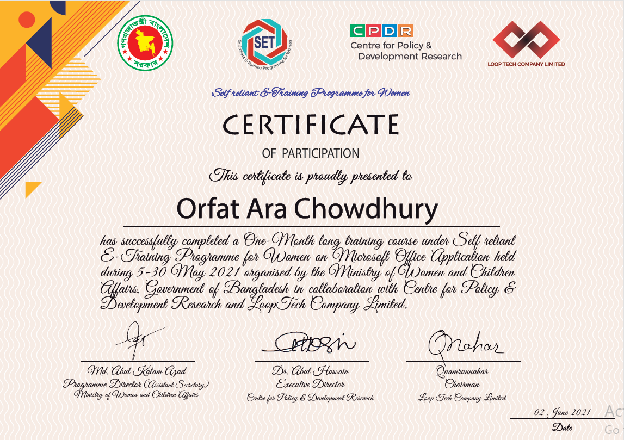 SET
CPDR
Centre for Policy &
Development Research
LOOP TECH COMPANY LIMITED
Self reliant & Training Programme for Women
CERTIFICATE
OF PARTICIPATION
This certificate is proudly presented to
Orfat Ara Chowdhury
has successfully completed a One-Month long training course under Self reliant
& Training Programme for Women on Microsoft Office Application held
during 5-30 May 2021 organised by the Ministry of Women and Children
Affairs, Government of Bangladesh in collaboration with Centre for Policy &
Development Research and Loop Tech Company Limited.
Md. Abul Kalam Azad
Programme Director (Assistant Secretary)
Ministry of Women and Children Affairs
Dr. Abul Hossain
Executive Director
Centre for Policy & Development Research
Qamrunnahar
Chairman
Loop Tech Company Limited
02, June 2021
Date
Ac
Go